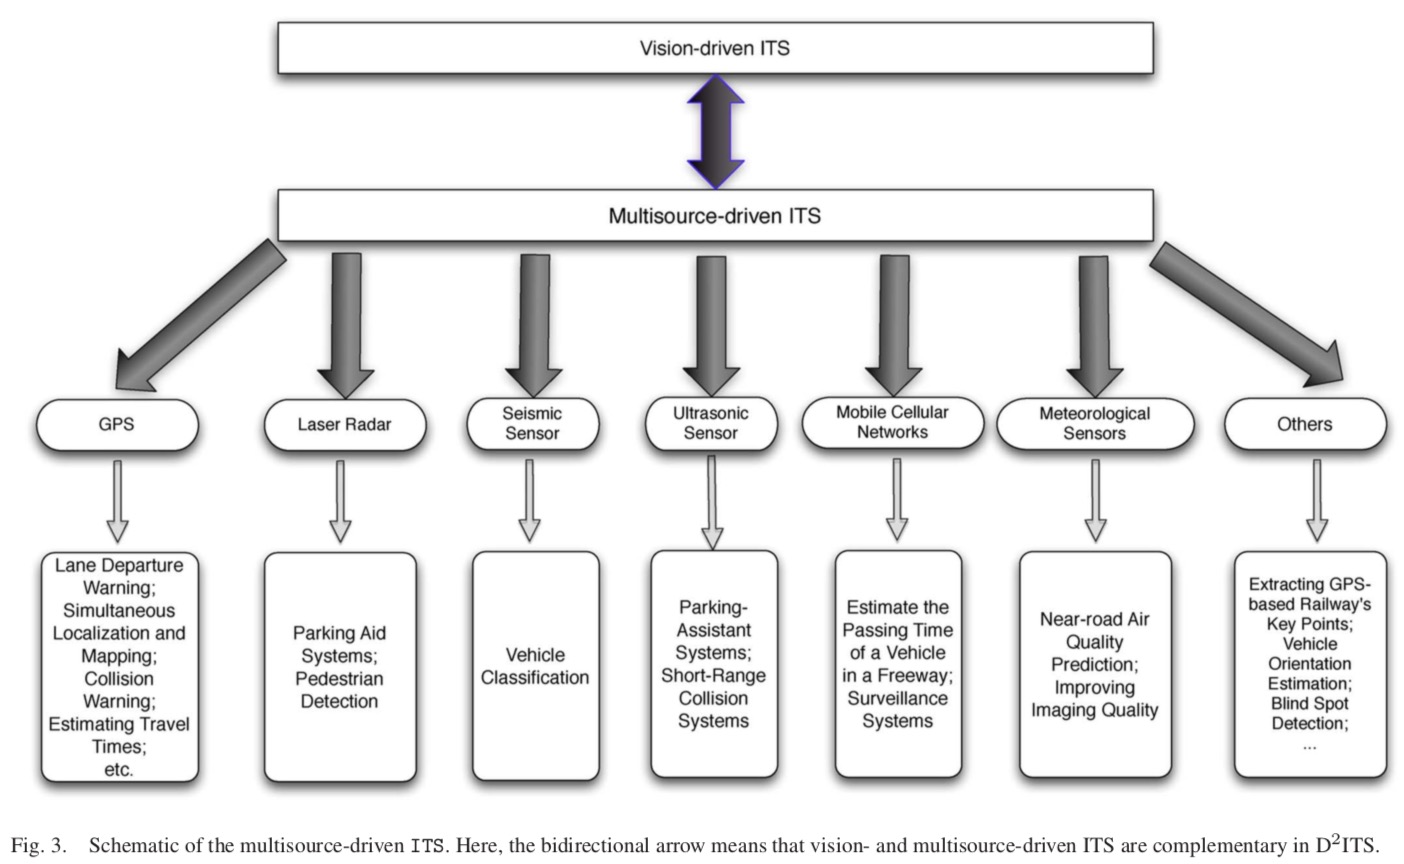 Vision-driven ITS
Multisource-driven ITS
GPS
Laser Radar
Seismic
Sensor
Ultrasonic
Sensor
Mobile Cellular
Networks
Meteorological
Sensors
Others
Lane Departure
Warning;
Simultaneous
Localization and
Mapping;
Collision
Warning;
Estimating Travel
Times;
etc.
Parking Aid
Systems;
Pedestrian
Detection
Vehicle
Classification
Parking-
Assistant
Systems;
Short-Range
Collision
Systems
Estimate the
Passing Time
of a Vehicle
in a Freeway;
Surveillance
Systems
Near-road Air
Quality
Prediction;
Improving
Imaging Quality
Extracting GPS-
based Railway's
Key Points;
Vehicle
Orientation
Estimation;
Blind Spot
Detection;
...
Fig. 3. Schematic of the multisource-driven ITS. Here, the bidirectional arrow means that vision- and multisource-driven ITS are complementary in D²ITS.